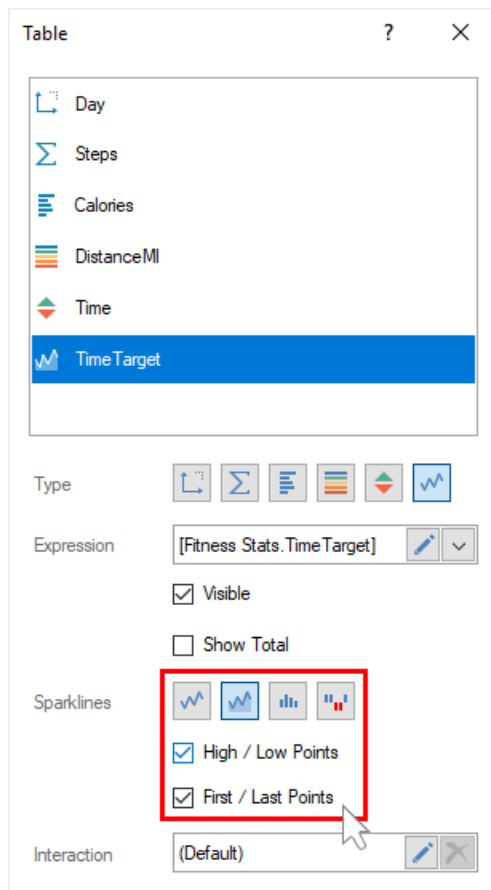 Table ?
Day
Steps
Calories
DistanceMI
Time
TimeTarget
Type
Expression [Fitness Stats.TimeTarget]
Visible
Show Total
Sparklines
High / Low Points
First / Last Points
Interaction (Default)